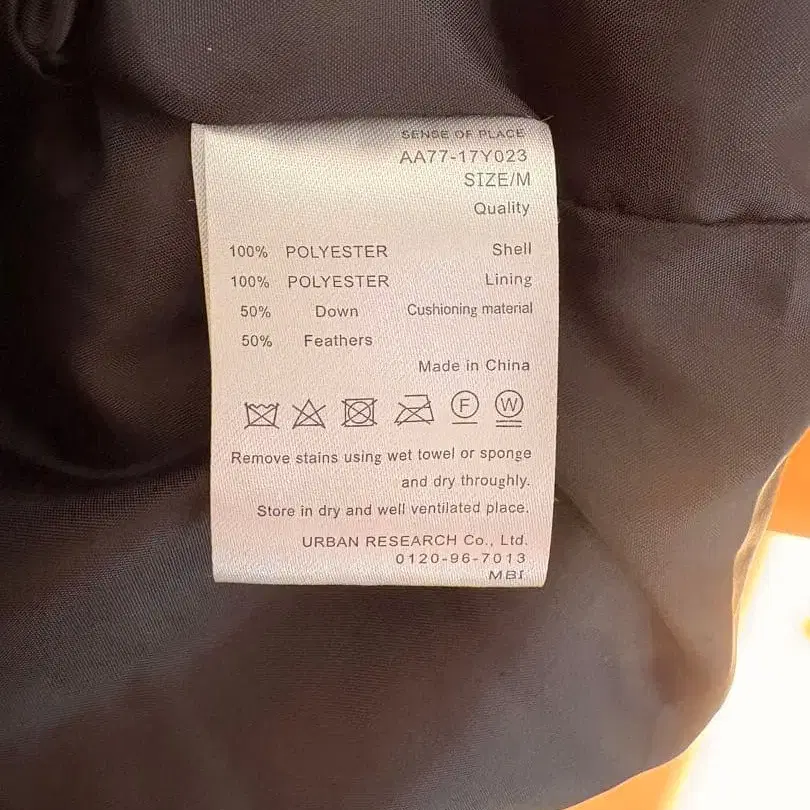 SENSE OF PLACE
AA77-17Y023
SIZE/M
Quality
100% POLYESTER Shell
100% POLYESTER Lining
50% Down Cushioning material
50% Feathers
Made in China
F W
Remove stains using wet towel or sponge
and dry throughly.
Store in dry and well ventilated place.
URBAN RESEARCH Co., Ltd.
0120-96-7013
MBI